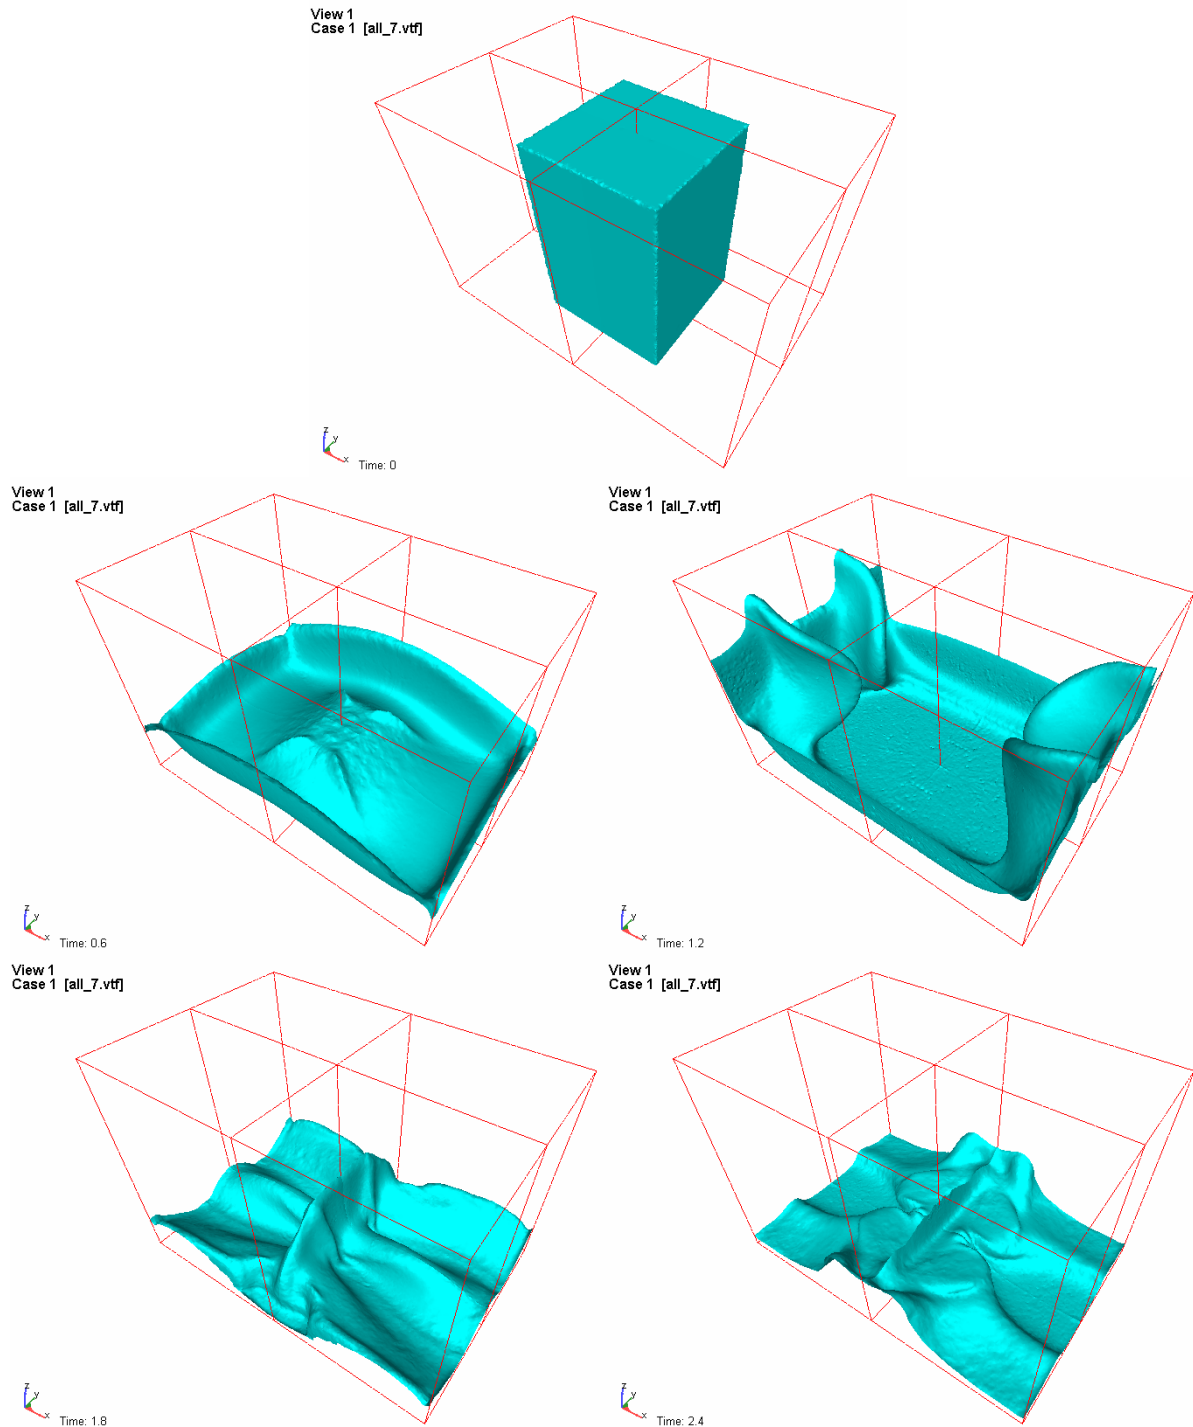 View 1
Case 1 [all_7.vtf]
z
y
x
Time: 0
View 1
Case 1 [all_7.vtf]
z
y
x
Time: 0.6
View 1
Case 1 [all_7.vtf]
z
y
x
Time: 1.2
View 1
Case 1 [all_7.vtf]
z
y
x
Time: 1.8
View 1
Case 1 [all_7.vtf]
z
y
x
Time: 2.4